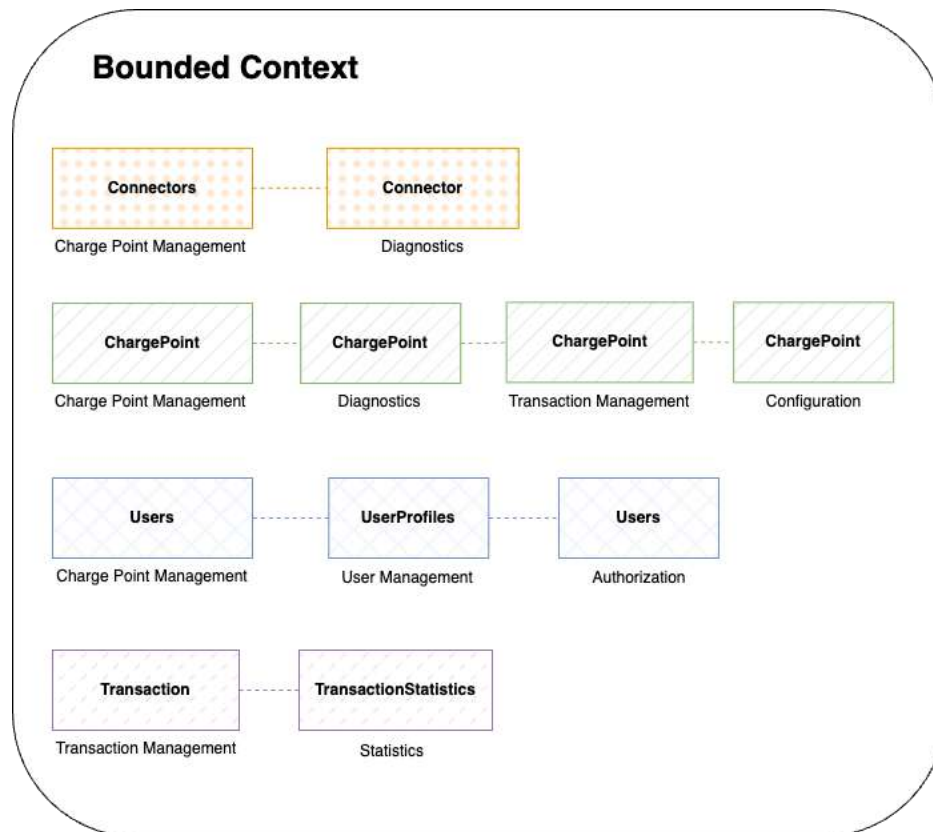 Bounded Context
Connectors
Connector
Charge Point Management
Diagnostics
ChargePoint
ChargePoint
ChargePoint
ChargePoint
Charge Point Management
Diagnostics
Transaction Management
Configuration
Users
UserProfiles
Users
Charge Point Management
User Management
Authorization
Transaction
TransactionStatistics
Transaction Management
Statistics